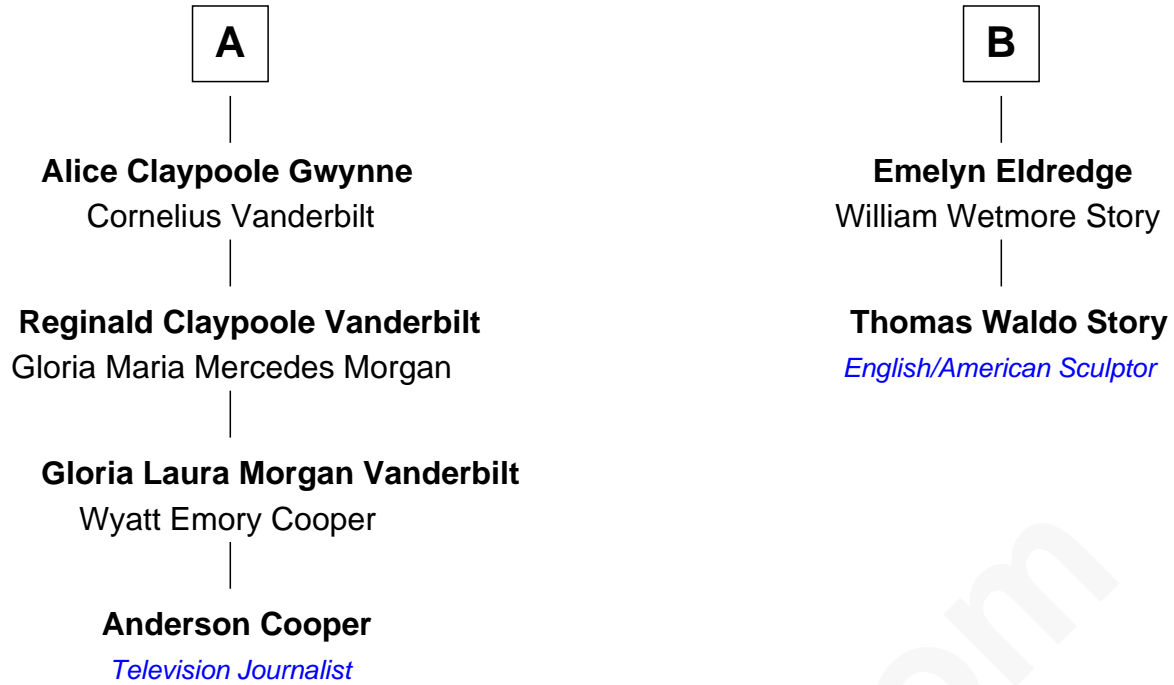 A
Alice Claypoole Gwynne
Cornelius Vanderbilt
Reginald Claypoole Vanderbilt
Gloria Maria Mercedes Morgan
Gloria Laura Morgan Vanderbilt
Wyatt Emory Cooper
Anderson Cooper
Television Journalist
B
Emelyn Eldredge
William Wetmore Story
Thomas Waldo Story
English/American Sculptor
om